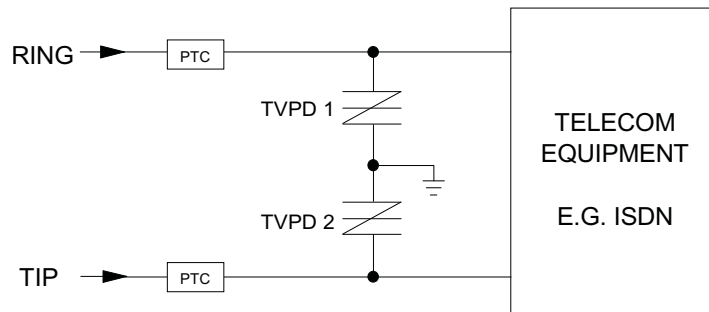 RING
PTC
TVPD 1
TELECOM
EQUIPMENT
E.G. ISDN
TVPD 2
TIP
PTC